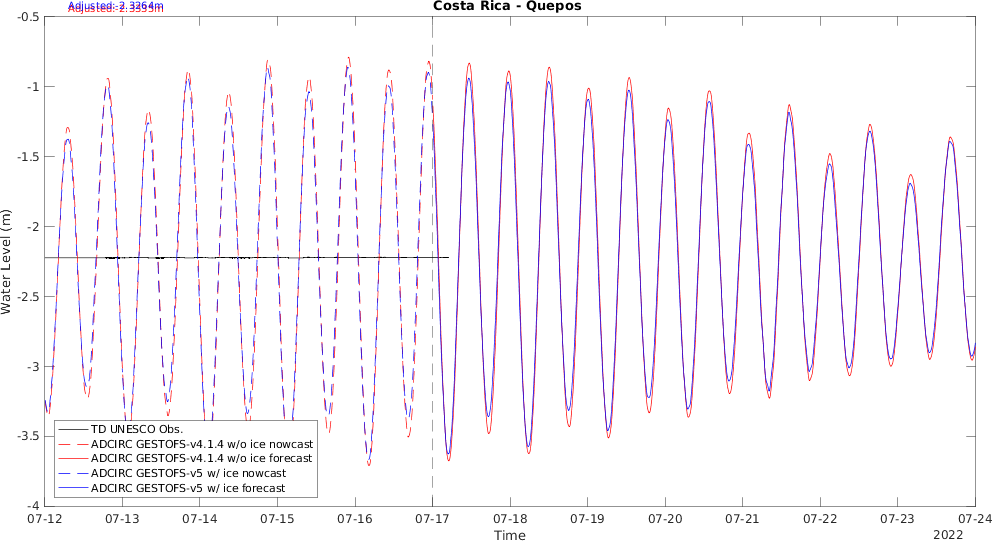 Costa Rica - Quepos
Adjusted:-2.3264m
Water Level (m)
-0.5
-1
-1.5
-2
-2.5
-3
-3.5
-4
TD UNESCO Obs.
ADCIRC GESTOFS-v4.1.4 w/o ice nowcast
ADCIRC GESTOFS-v4.1.4 w/o ice forecast
ADCIRC GESTOFS-v5 w/ ice nowcast
ADCIRC GESTOFS-v5 w/ ice forecast
07-12 07-13 07-14 07-15 07-16 07-17 07-18 07-19 07-20 07-21 07-22 07-23 07-24
Time
2022